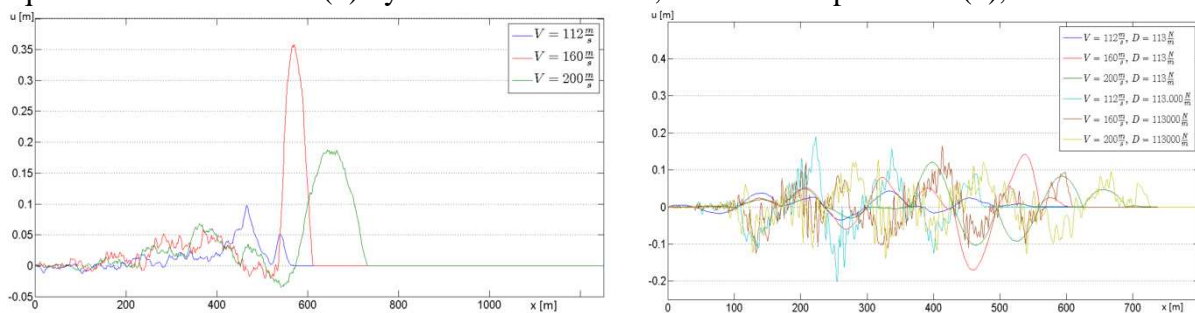 u [m]
0.35
0.3
0.25
0.2
0.15
0.1
0.05
0
-0.05
0 200 400 600 800 1000 x [m]
V = 112 m/s
V = 160 m/s
V = 200 m/s
u [m]
0.4
0.3
0.2
0.1
0
-0.1
-0.2
0 100 200 300 400 500 600 700 x [m]
V = 112 m/s, D = 113 N/m
V = 160 m/s, D = 113 N/m
V = 200 m/s, D = 113 N/m
V = 112 m/s, D = 113.000 N/m
V = 160 m/s, D = 113000 N/m
V = 200 m/s, D = 113000 N/m